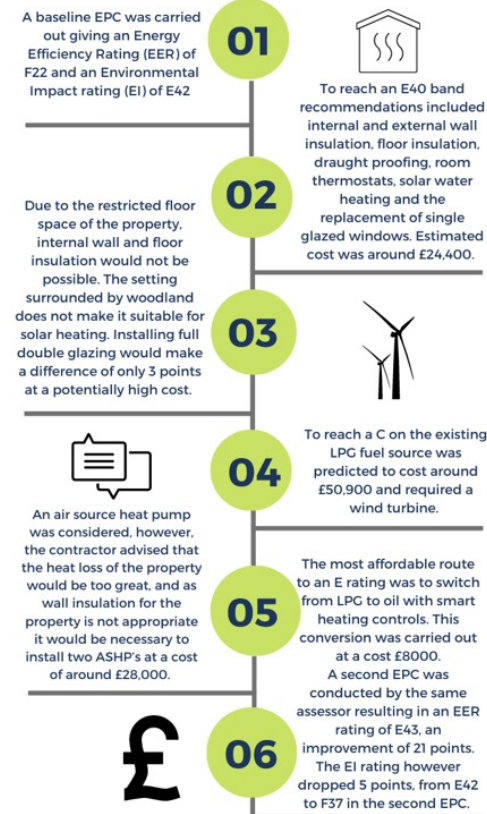 01
A baseline EPC was carried
out giving an Energy
Efficiency Rating (EER) of
F22 and an Environmental
Impact rating (EI) of E42
02
To reach an E40 band
recommendations included
internal and external wall
insulation, floor insulation,
draught proofing, room
thermostats, solar water
heating and the
replacement of single
glazed windows. Estimated
cost was around £24,400.
03
Due to the restricted floor
space of the property,
internal wall and floor
insulation would not be
possible. The setting
surrounded by woodland
does not make it suitable for
solar heating. Installing full
double glazing would make
a difference of only 3 points
at a potentially high cost.
04
To reach a C on the existing
LPG fuel source was
predicted to cost around
£50,900 and required a
wind turbine.
05
An air source heat pump
was considered, however,
the contractor advised that
the heat loss of the property
would be too great, and as
wall insulation for the
property is not appropriate
it would be necessary to
install two ASHP's at a cost
of around £28,000.
06
The most affordable route
to an E rating was to switch
from LPG to oil with smart
heating controls. This
conversion was carried out
at a cost £8000.
A second EPC was
conducted by the same
assessor resulting in an EER
rating of E43, an
improvement of 21 points.
The EI rating however
dropped 5 points, from E42
to F37 in the second EPC.
£